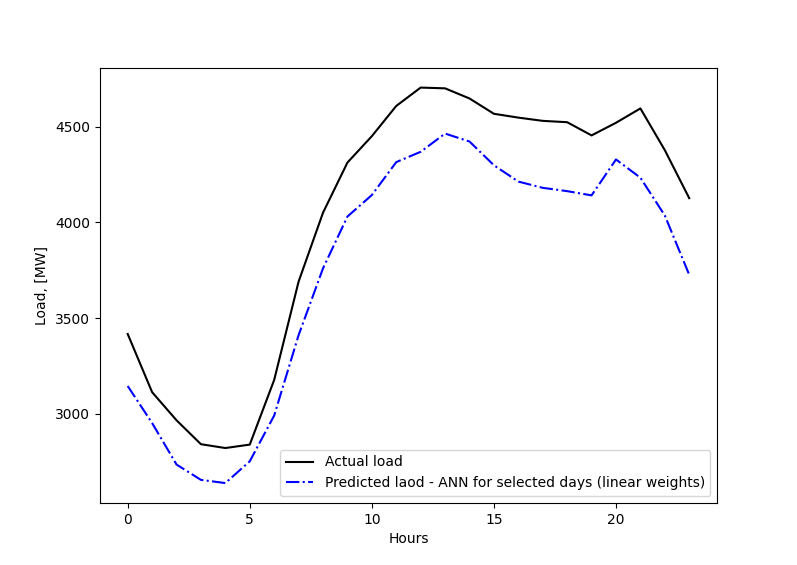 4500
4000
3500
3000
Load, [MW]
Actual load
Predicted laod - ANN for selected days (linear weights)
0 5 10 15 20
Hours